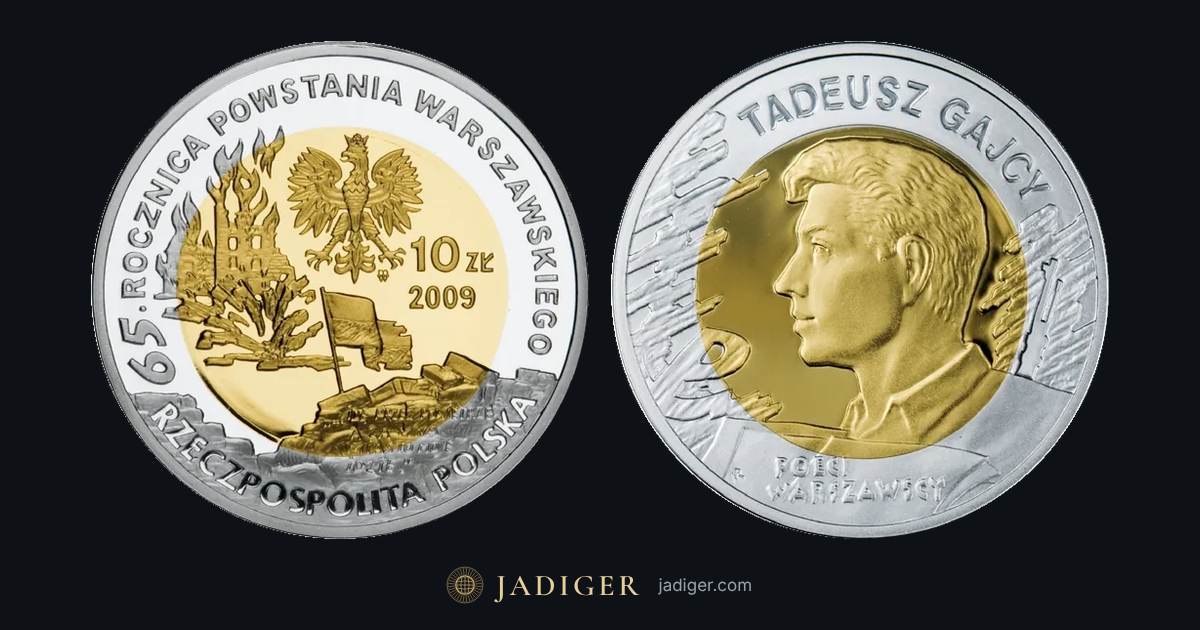 65. ROCZNICA POWSTANIA WARSZAWSKIEGO
10 ZŁ
2009
RZECZPOSPOLITA POLSKA
TADEUSZ GAJCY
POECI
WARSZAWSCY
JADIGER jadiger.com